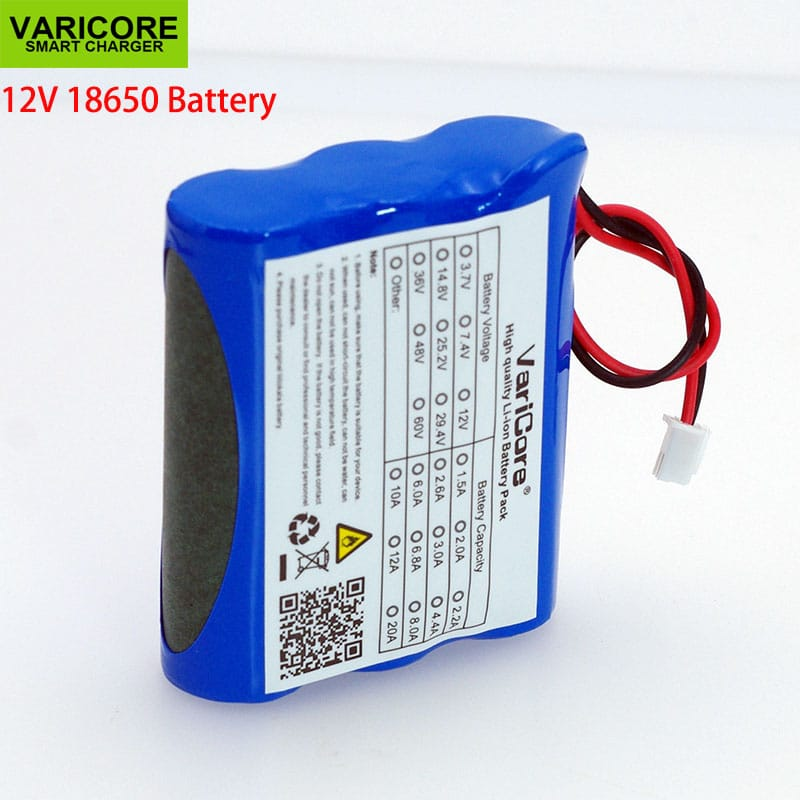 VARICORE
SMART CHARGER
12V 18650 Battery
VariCore®
High quality Li-ion Battery Pack
Battery Voltage
Battery Capacity
O 3.7V O 7.4V O 12V
O 1.5A O 2.0A O 2.2A
O 14.8V O 25.2V O 29.4V
O 2.6A O 3.0A O 4.4A
O 36V O 48V O 60V
O 6.0A O 6.8A O 8.0A
O Other:
O 10A O 12A O 20A
Note:
1. Before using, make sure that the battery is suitable for your device.
2. When used, can not short-circuit the battery, can not be water, can
not sun, can not be used in high temperature environments.
3. Do not open the battery, if the battery is not good, please contact
the dealer to consult or find professional and technical personnel
maintenance.
4. Please purchase original battery